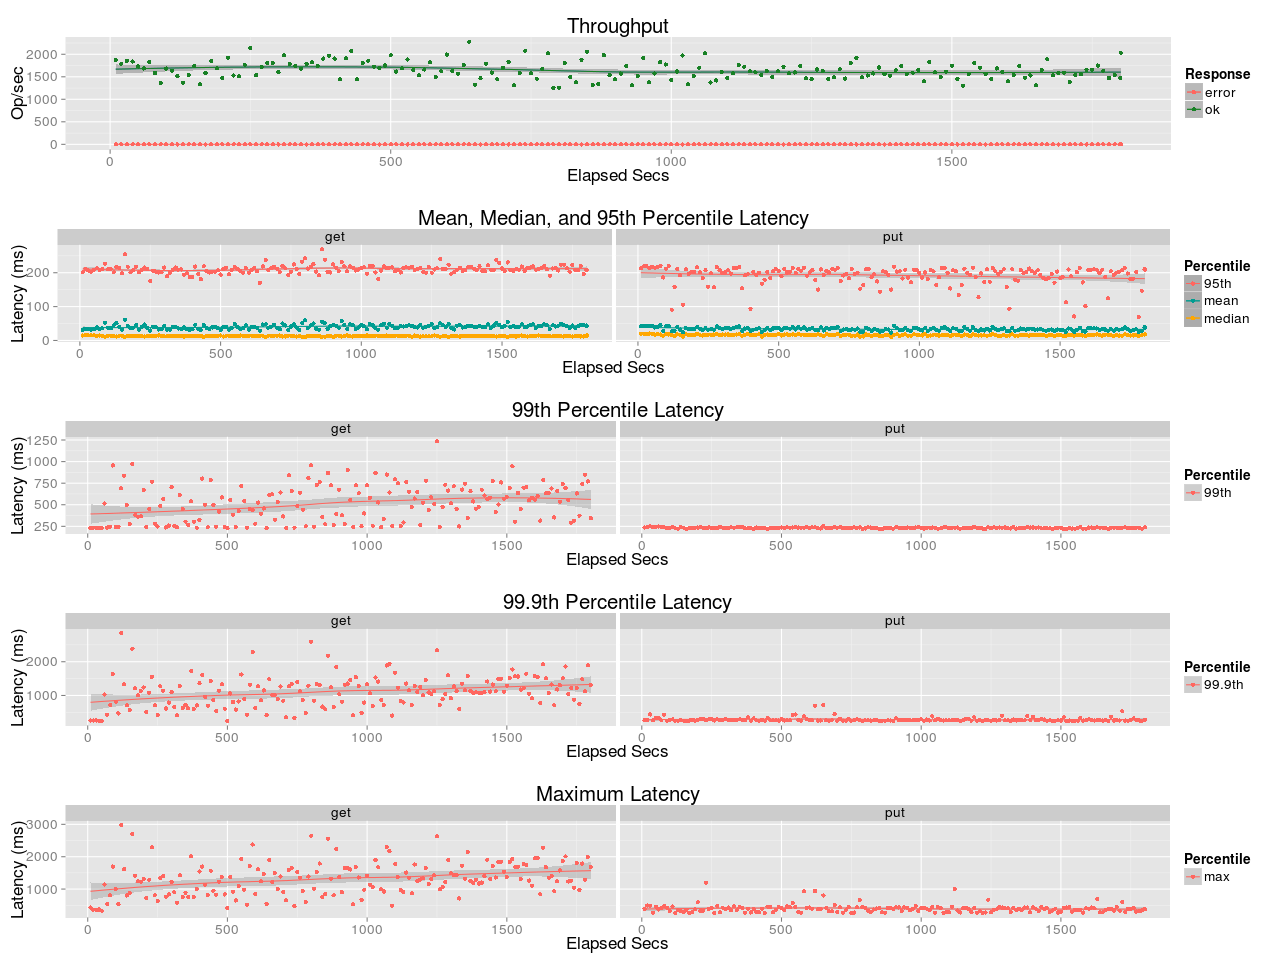 Throughput
Op/sec
2000
1500
1000
500
0
0 500 1000 1500
Elapsed Secs
Response
error
ok
Mean, Median, and 95th Percentile Latency
get put
Latency (ms)
200
100
0
0 500 1000 1500 0 500 1000 1500
Elapsed Secs
Percentile
95th
mean
median
99th Percentile Latency
get put
Latency (ms)
1250
1000
750
500
250
0 500 1000 1500 0 500 1000 1500
Elapsed Secs
Percentile
99th
99.9th Percentile Latency
get put
Latency (ms)
2000
1000
0 500 1000 1500 0 500 1000 1500
Elapsed Secs
Percentile
99.9th
Maximum Latency
get put
Latency (ms)
3000
2000
1000
0 500 1000 1500 0 500 1000 1500
Elapsed Secs
Percentile
max